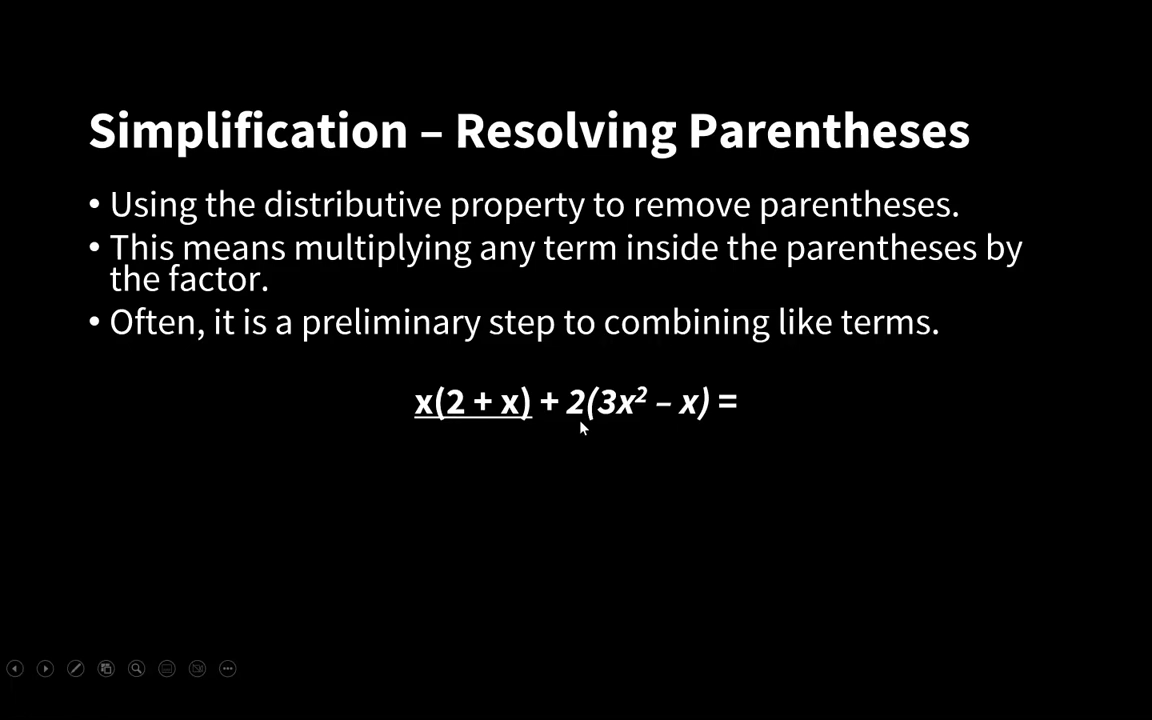 Simplification – Resolving Parentheses
• Using the distributive property to remove parentheses.
• This means multiplying any term inside the parentheses by
the factor.
• Often, it is a preliminary step to combining like terms.
x(2 + x) + 2(3x² – x) =